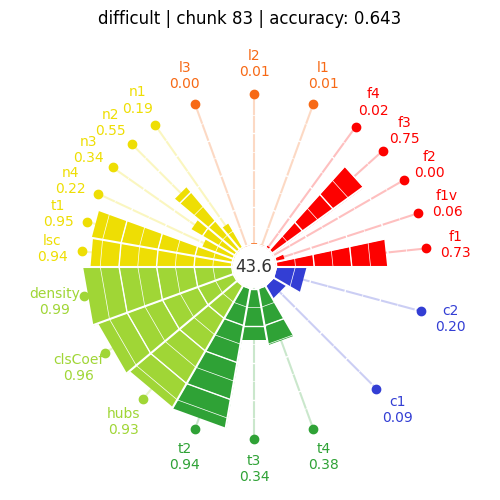 difficult | chunk 83 | accuracy: 0.643
l3
0.00
l2
0.01
l1
0.01
f4
0.02
f3
0.75
f2
0.00
f1v
0.06
f1
0.73
n1
0.19
n2
0.55
n3
0.34
n4
0.22
t1
0.95
lsc
0.94
43.6
density
0.99
clsCoef
0.96
hubs
0.93
t2
0.94
t3
0.34
t4
0.38
c1
0.09
c2
0.20